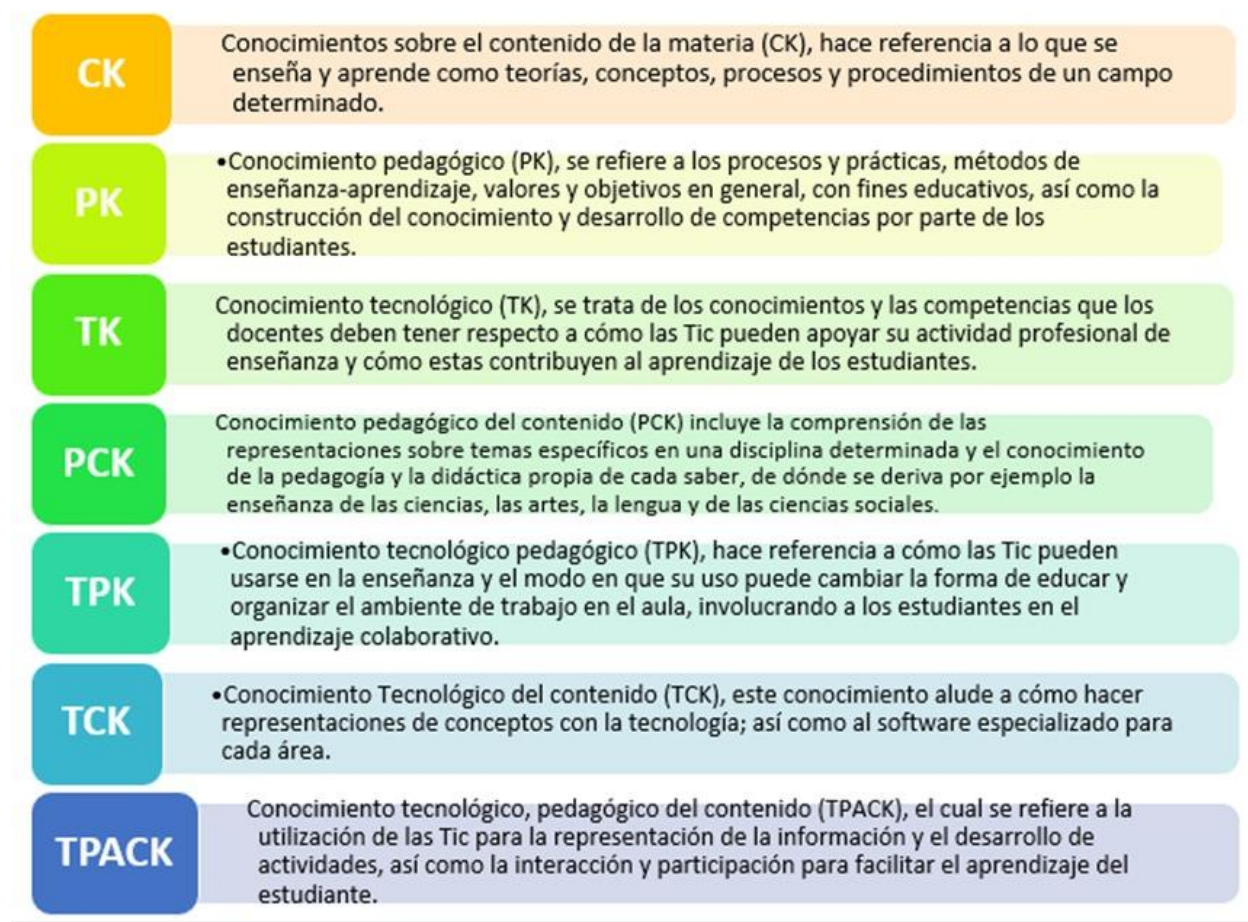 CK
Conocimientos sobre el contenido de la materia (CK), hace referencia a lo que se
enseña y aprende como teorías, conceptos, procesos y procedimientos de un campo
determinado.
PK
•Conocimiento pedagógico (PK), se refiere a los procesos y prácticas, métodos de
enseñanza-aprendizaje, valores y objetivos en general, con fines educativos, así como la
construcción del conocimiento y desarrollo de competencias por parte de los
estudiantes.
TK
Conocimiento tecnológico (TK), se trata de los conocimientos y las competencias que los
docentes deben tener respecto a cómo las Tic pueden apoyar su actividad profesional de
enseñanza y cómo estas contribuyen al aprendizaje de los estudiantes.
PCK
Conocimiento pedagógico del contenido (PCK) incluye la comprensión de las
representaciones sobre temas específicos en una disciplina determinada y el conocimiento
de la pedagogía y la didáctica propia de cada saber, de dónde se deriva por ejemplo la
enseñanza de las ciencias, las artes, la lengua y de las ciencias sociales.
TPK
•Conocimiento tecnológico pedagógico (TPK), hace referencia a cómo las Tic pueden
usarse en la enseñanza y el modo en que su uso puede cambiar la forma de educar y
organizar el ambiente de trabajo en el aula, involucrando a los estudiantes en el
aprendizaje colaborativo.
TCK
•Conocimiento Tecnológico del contenido (TCK), este conocimiento alude a cómo hacer
representaciones de conceptos con la tecnología; así como al software especializado para
cada área.
TPACK
Conocimiento tecnológico, pedagógico del contenido (TPACK), el cual se refiere a la
utilización de las Tic para la representación de la información y el desarrollo de
actividades, así como la interacción y participación para facilitar el aprendizaje del
estudiante.